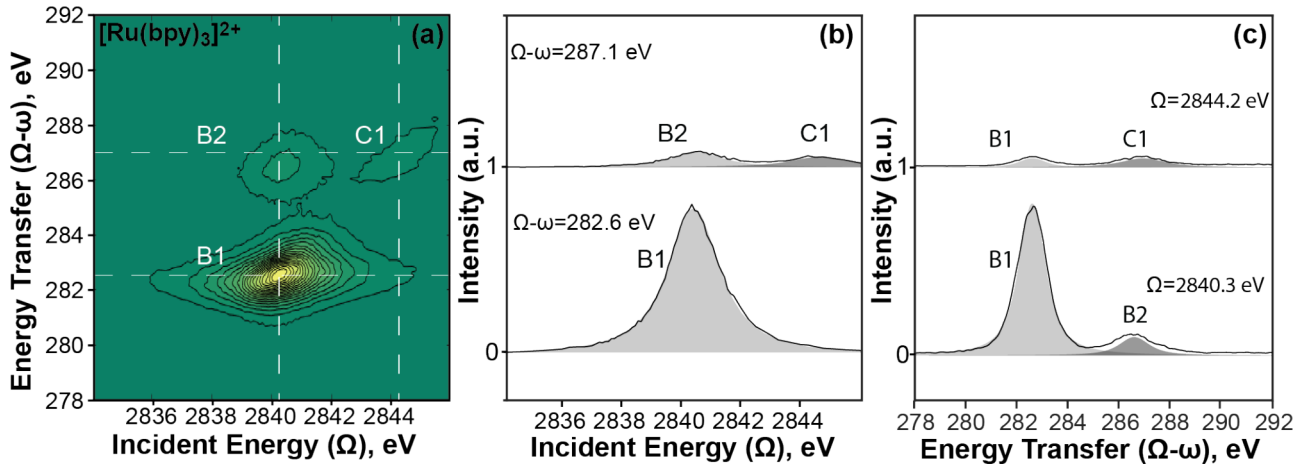 [Ru(bpy)3]2+ (a)
Energy Transfer (Ω-ω), eV
292
290
288
286
284
282
280
278
B2
C1
B1
2836 2838 2840 2842 2844
Incident Energy (Ω), eV
(b)
Ω-ω=287.1 eV
B2
C1
Ω-ω=282.6 eV
B1
Intensity (a.u.)
1
0
2836 2840 2842 2844
Incident Energy (Ω), eV
(c)
Ω=2844.2 eV
B1
C1
B1
Ω=2840.3 eV
B2
Intensity (a.u.)
1
0
278 280 282 284 286 288 290 292
Energy Transfer (Ω-ω), eV